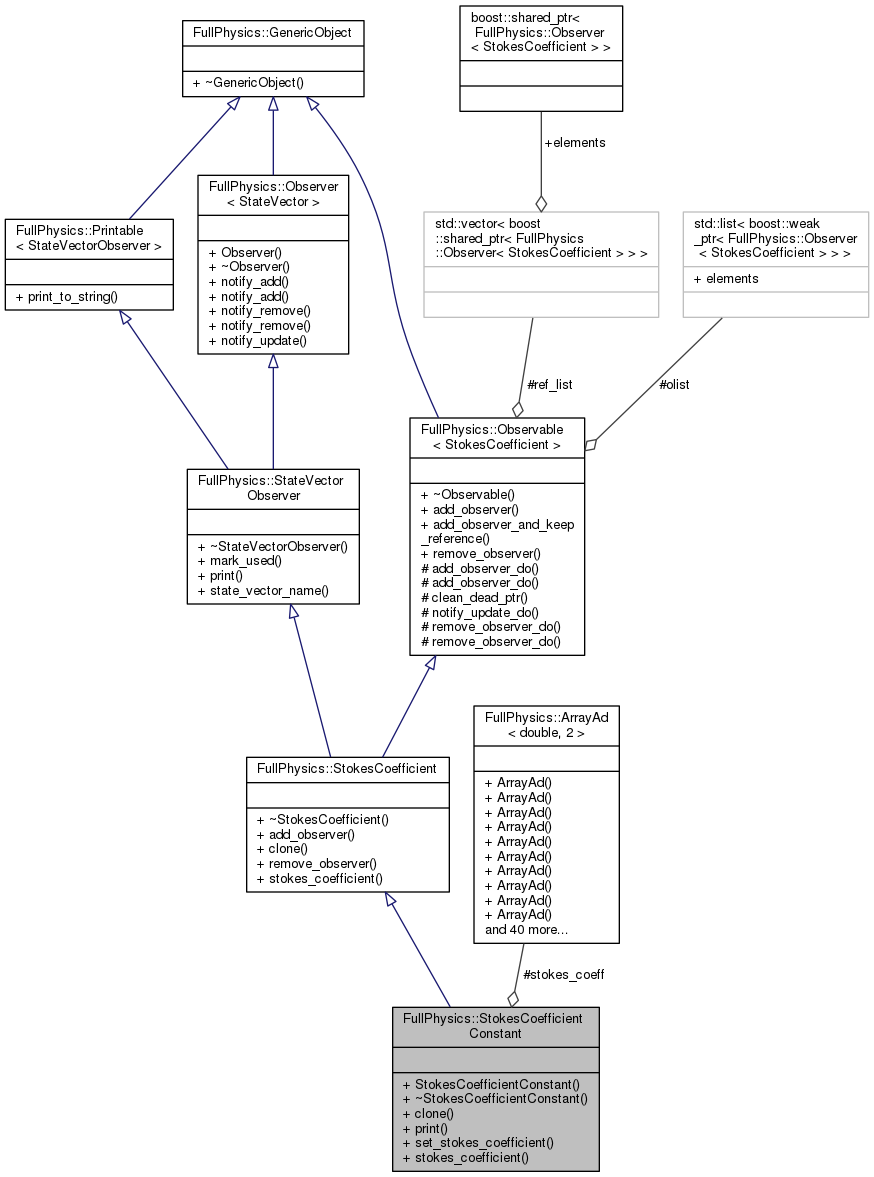 FullPhysics::GenericObject
+ ~GenericObject()
boost::shared_ptr<
FullPhysics::Observer
< StokesCoefficient > >
+elements
FullPhysics::Printable
< StateVectorObserver >
+ print_to_string()
FullPhysics::Observer
< StateVector >
+ Observer()
+ ~Observer()
+ notify_add()
+ notify_add()
+ notify_remove()
+ notify_remove()
+ notify_update()
std::vector< boost
::shared_ptr< FullPhysics
::Observer< StokesCoefficient > > >
std::list< boost::weak
_ptr< FullPhysics::Observer
< StokesCoefficient > > >
+ elements
#ref_list
#olist
FullPhysics::StateVector
Observer
+ ~StateVectorObserver()
+ mark_used()
+ print()
+ state_vector_name()
FullPhysics::Observable
< StokesCoefficient >
+ ~Observable()
+ add_observer()
+ add_observer_and_keep
_reference()
+ remove_observer()
# add_observer_do()
# add_observer_do()
# clean_dead_ptr()
# notify_update_do()
# remove_observer_do()
# remove_observer_do()
FullPhysics::StokesCoefficient
+ ~StokesCoefficient()
+ add_observer()
+ clone()
+ remove_observer()
+ stokes_coefficient()
FullPhysics::ArrayAd
< double, 2 >
+ ArrayAd()
+ ArrayAd()
+ ArrayAd()
+ ArrayAd()
+ ArrayAd()
+ ArrayAd()
+ ArrayAd()
+ ArrayAd()
+ ArrayAd()
+ ArrayAd()
and 40 more...
#stokes_coeff
FullPhysics::StokesCoefficient
Constant
+ StokesCoefficientConstant()
+ ~StokesCoefficientConstant()
+ clone()
+ print()
+ set_stokes_coefficient()
+ stokes_coefficient()